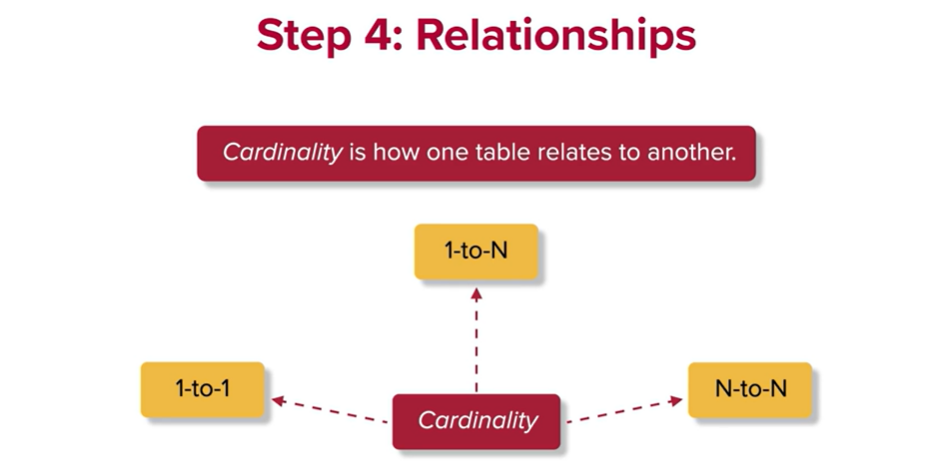 Step 4: Relationships
Cardinality is how one table relates to another.
1-to-N
1-to-1
N-to-N
Cardinality